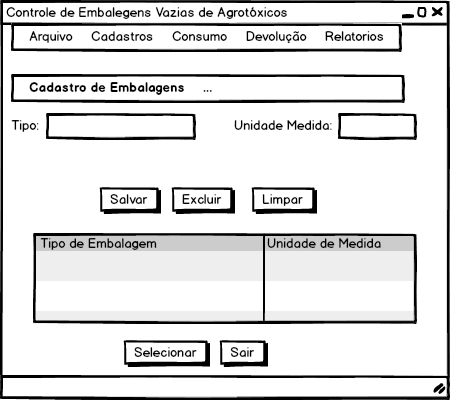 Controle de Embalegens Vazias de Agrotóxicos
Arquivo Cadastros Consumo Devolução Relatorios
Cadastro de Embalagens ...
Tipo: Unidade Medida:
Salvar Excluir Limpar
Tipo de Embalagem Unidade de Medida
Selecionar Sair